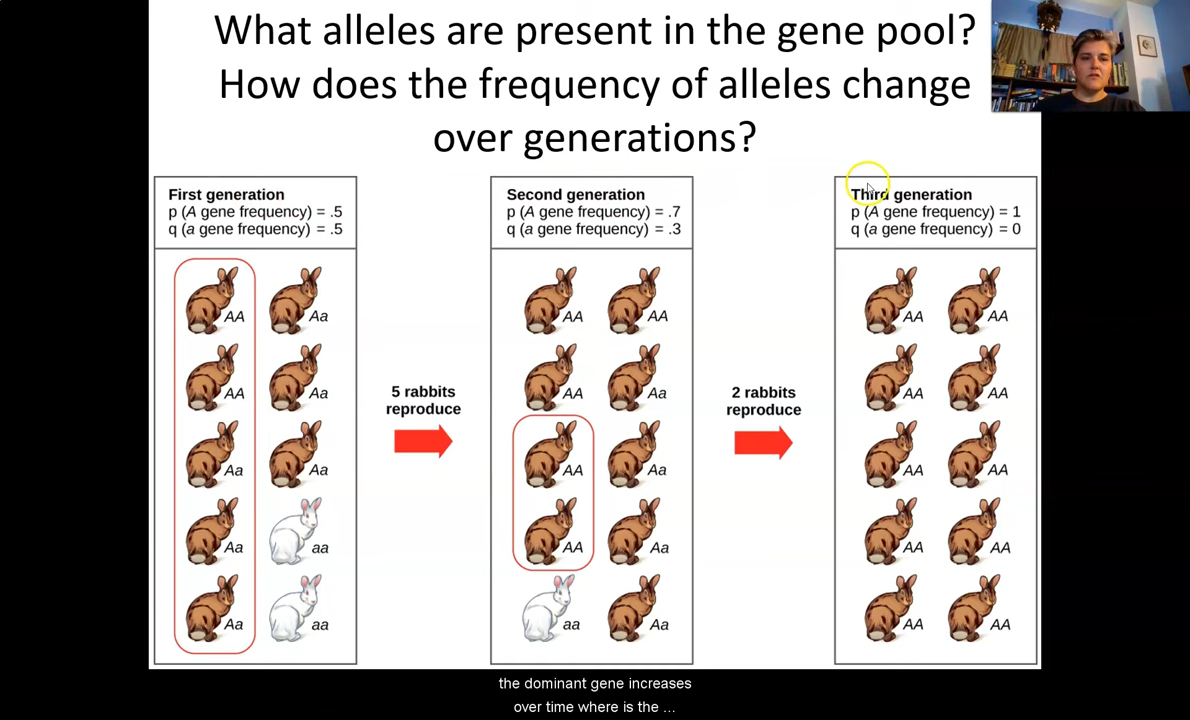 What alleles are present in the gene pool?
How does the frequency of alleles change
over generations?
First generation
p (A gene frequency) = .5
q (a gene frequency) = .5
AA
Aa
AA
Aa
Aa
Aa
Aa
aa
Aa
aa
5 rabbits
reproduce
Second generation
p (A gene frequency) = .7
q (a gene frequency) = .3
AA
AA
AA
Aa
AA
Aa
AA
Aa
aa
Aa
2 rabbits
reproduce
Third generation
p (A gene frequency) = 1
q (a gene frequency) = 0
AA
AA
AA
AA
AA
AA
AA
AA
AA
AA
the dominant gene increases
over time where is the ...